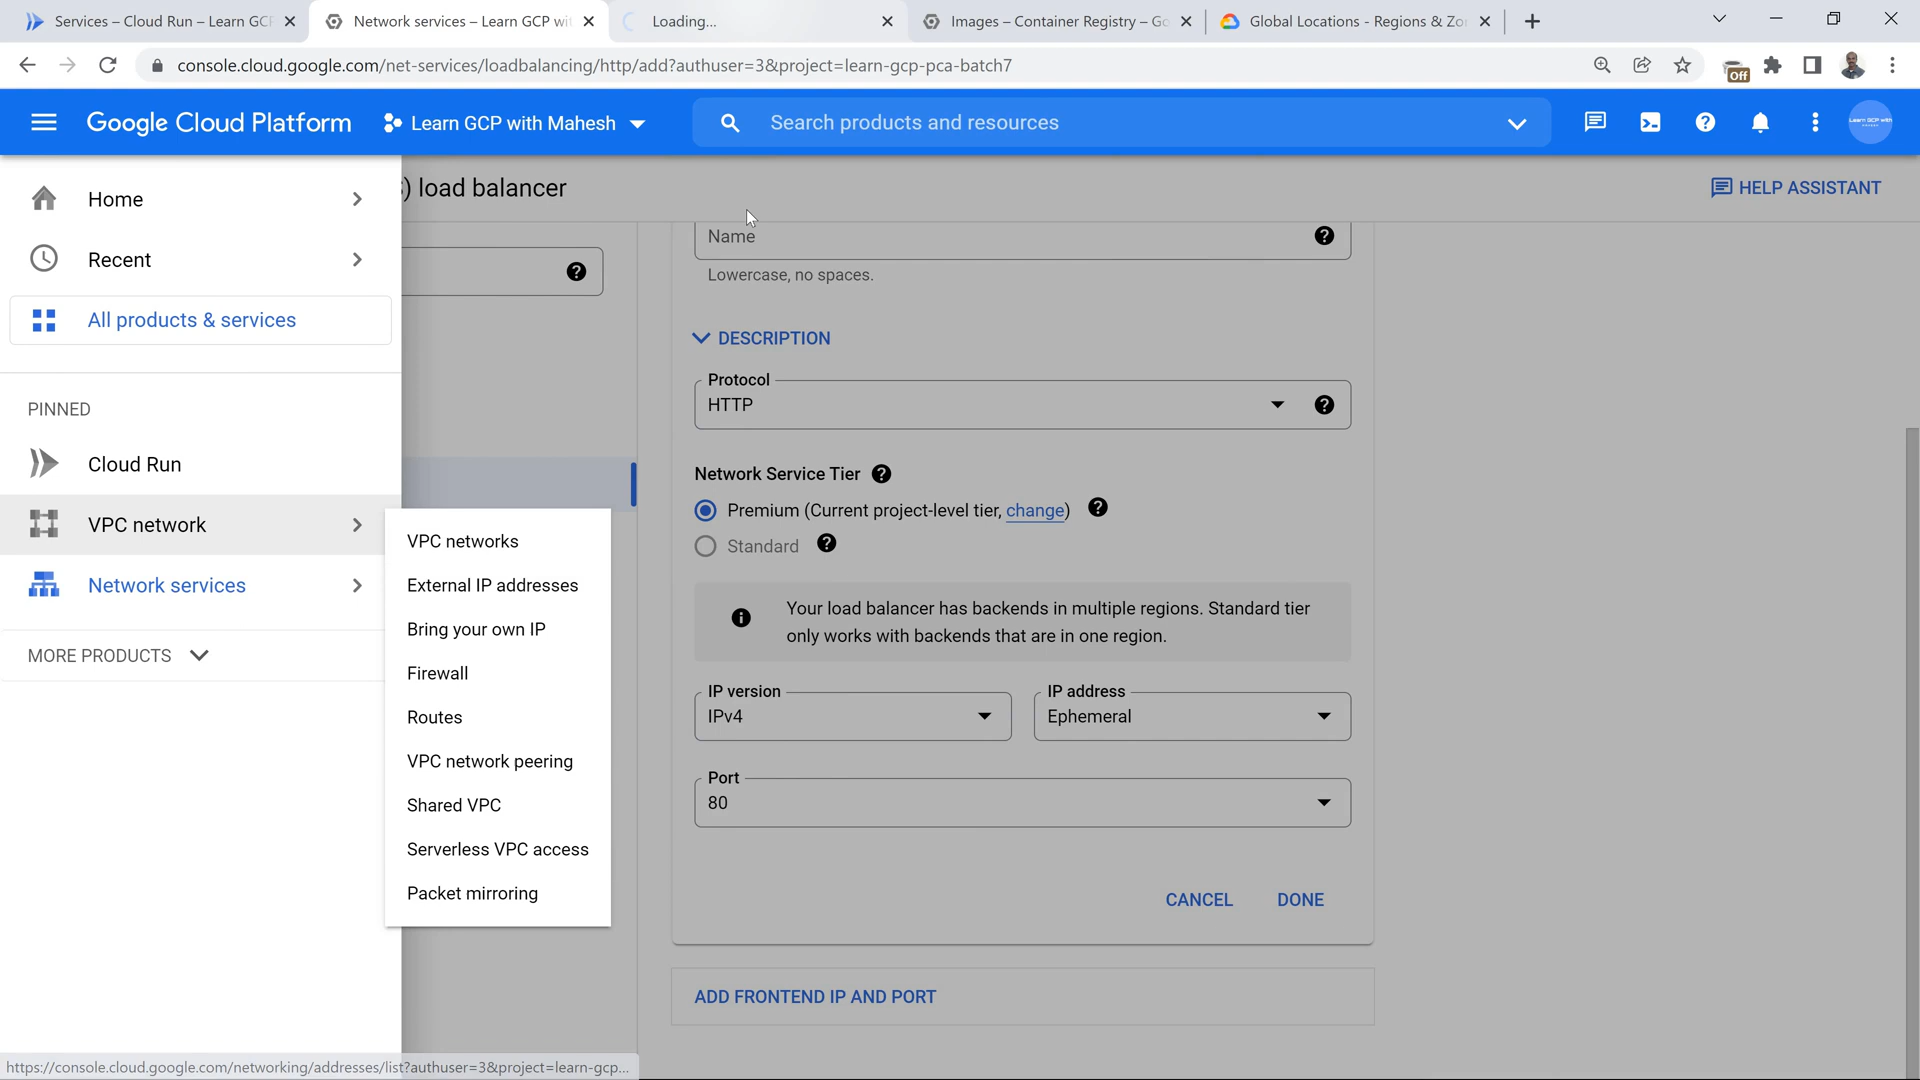 Services – Cloud Run – Learn GCP
Network services – Learn GCP wit
Loading...
Images – Container Registry – Go
Global Locations - Regions & Zo
console.cloud.google.com/net-services/loadbalancing/http/add?authuser=3&project=learn-gcp-pca-batch7
Off
Google Cloud Platform
Learn GCP with Mahesh
Search products and resources
Home
) load balancer
HELP ASSISTANT
Name
Lowercase, no spaces.
Recent
All products & services
DESCRIPTION
Protocol
HTTP
PINNED
Cloud Run
Network Service Tier
Premium (Current project-level tier, change)
Standard
VPC network
VPC networks
External IP addresses
Bring your own IP
Firewall
Routes
VPC network peering
Shared VPC
Serverless VPC access
Packet mirroring
Network services
MORE PRODUCTS
Your load balancer has backends in multiple regions. Standard tier
only works with backends that are in one region.
IP version
IPv4
IP address
Ephemeral
Port
80
CANCEL
DONE
ADD FRONTEND IP AND PORT
https://console.cloud.google.com/networking/addresses/list?authuser=3&project=learn-gcp...